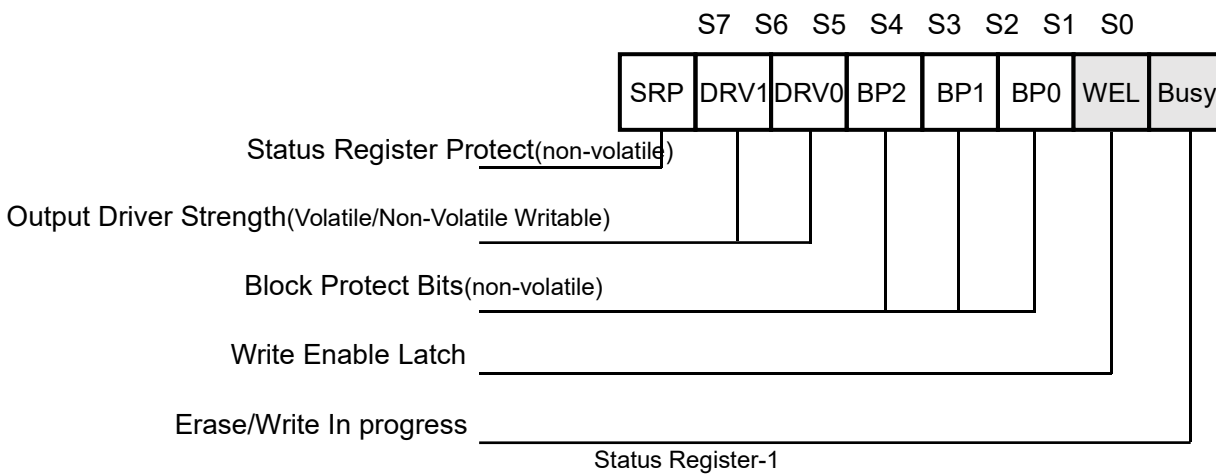 S7 S6 S5 S4 S3 S2 S1 S0
SRP DRV1 DRV0 BP2 BP1 BP0 WEL Busy
Status Register Protect(non-volatile)
Output Driver Strength(Volatile/Non-Volatile Writable)
Block Protect Bits(non-volatile)
Write Enable Latch
Erase/Write In progress
Status Register-1